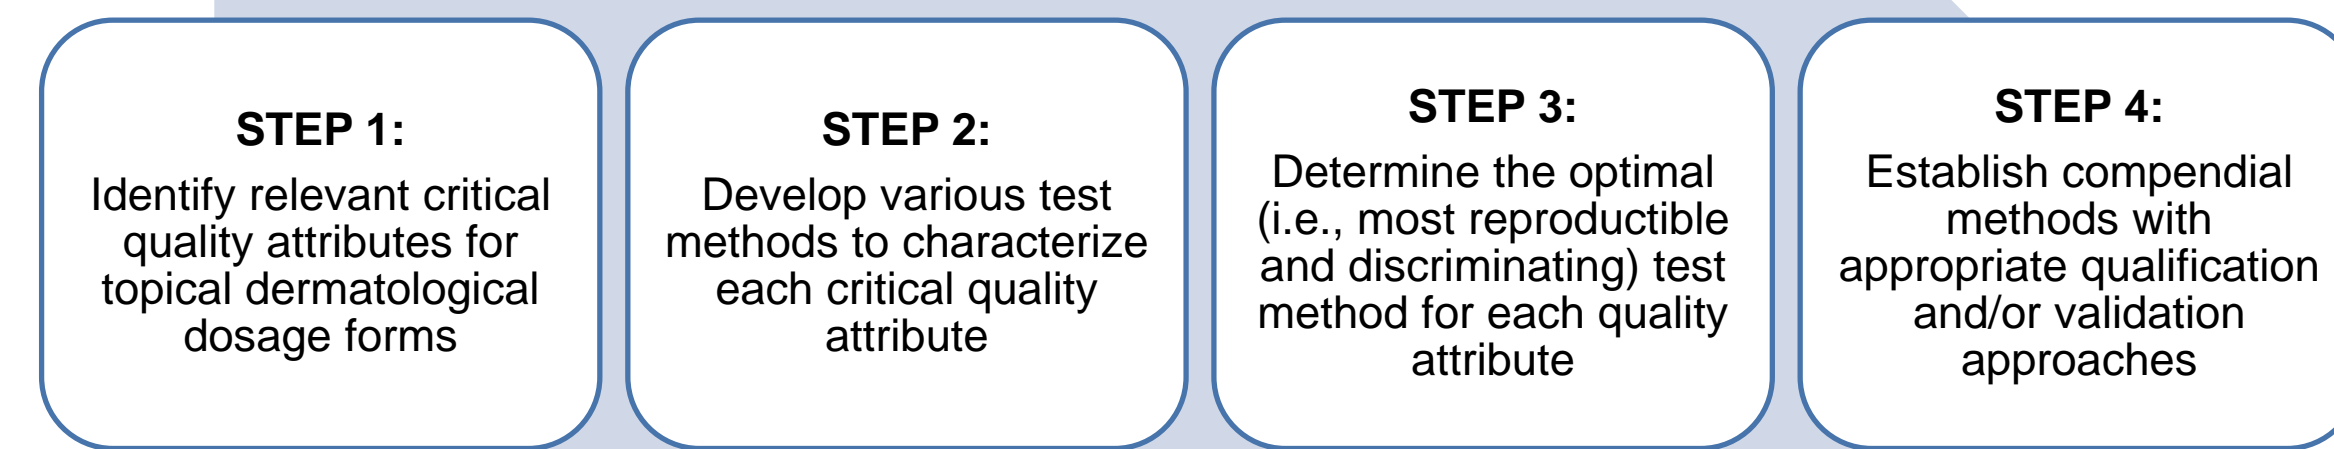 STEP 1:
Identify relevant critical
quality attributes for
topical dermatological
dosage forms
STEP 2:
Develop various test
methods to characterize
each critical quality
attribute
STEP 3:
Determine the optimal
(i.e., most reproductible
and discriminating) test
method for each quality
attribute
STEP 4:
Establish compendial
methods with
appropriate qualification
and/or validation
approaches